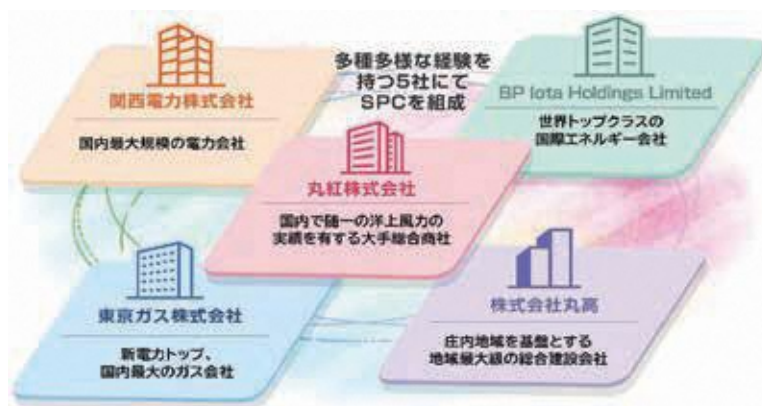 多種多様な経験を
持つ5社にて
SPCを組成
関西電力株式会社
国内最大規模の電力会社
BP Iota Holdings Limited
世界トップクラスの
国際エネルギー会社
丸紅株式会社
国内で随一の洋上風力の
実績を有する大手総合商社
東京ガス株式会社
新電力トップ、
国内最大のガス会社
株式会社丸高
庄内地域を基盤とする
地域最大級の総合建設会社